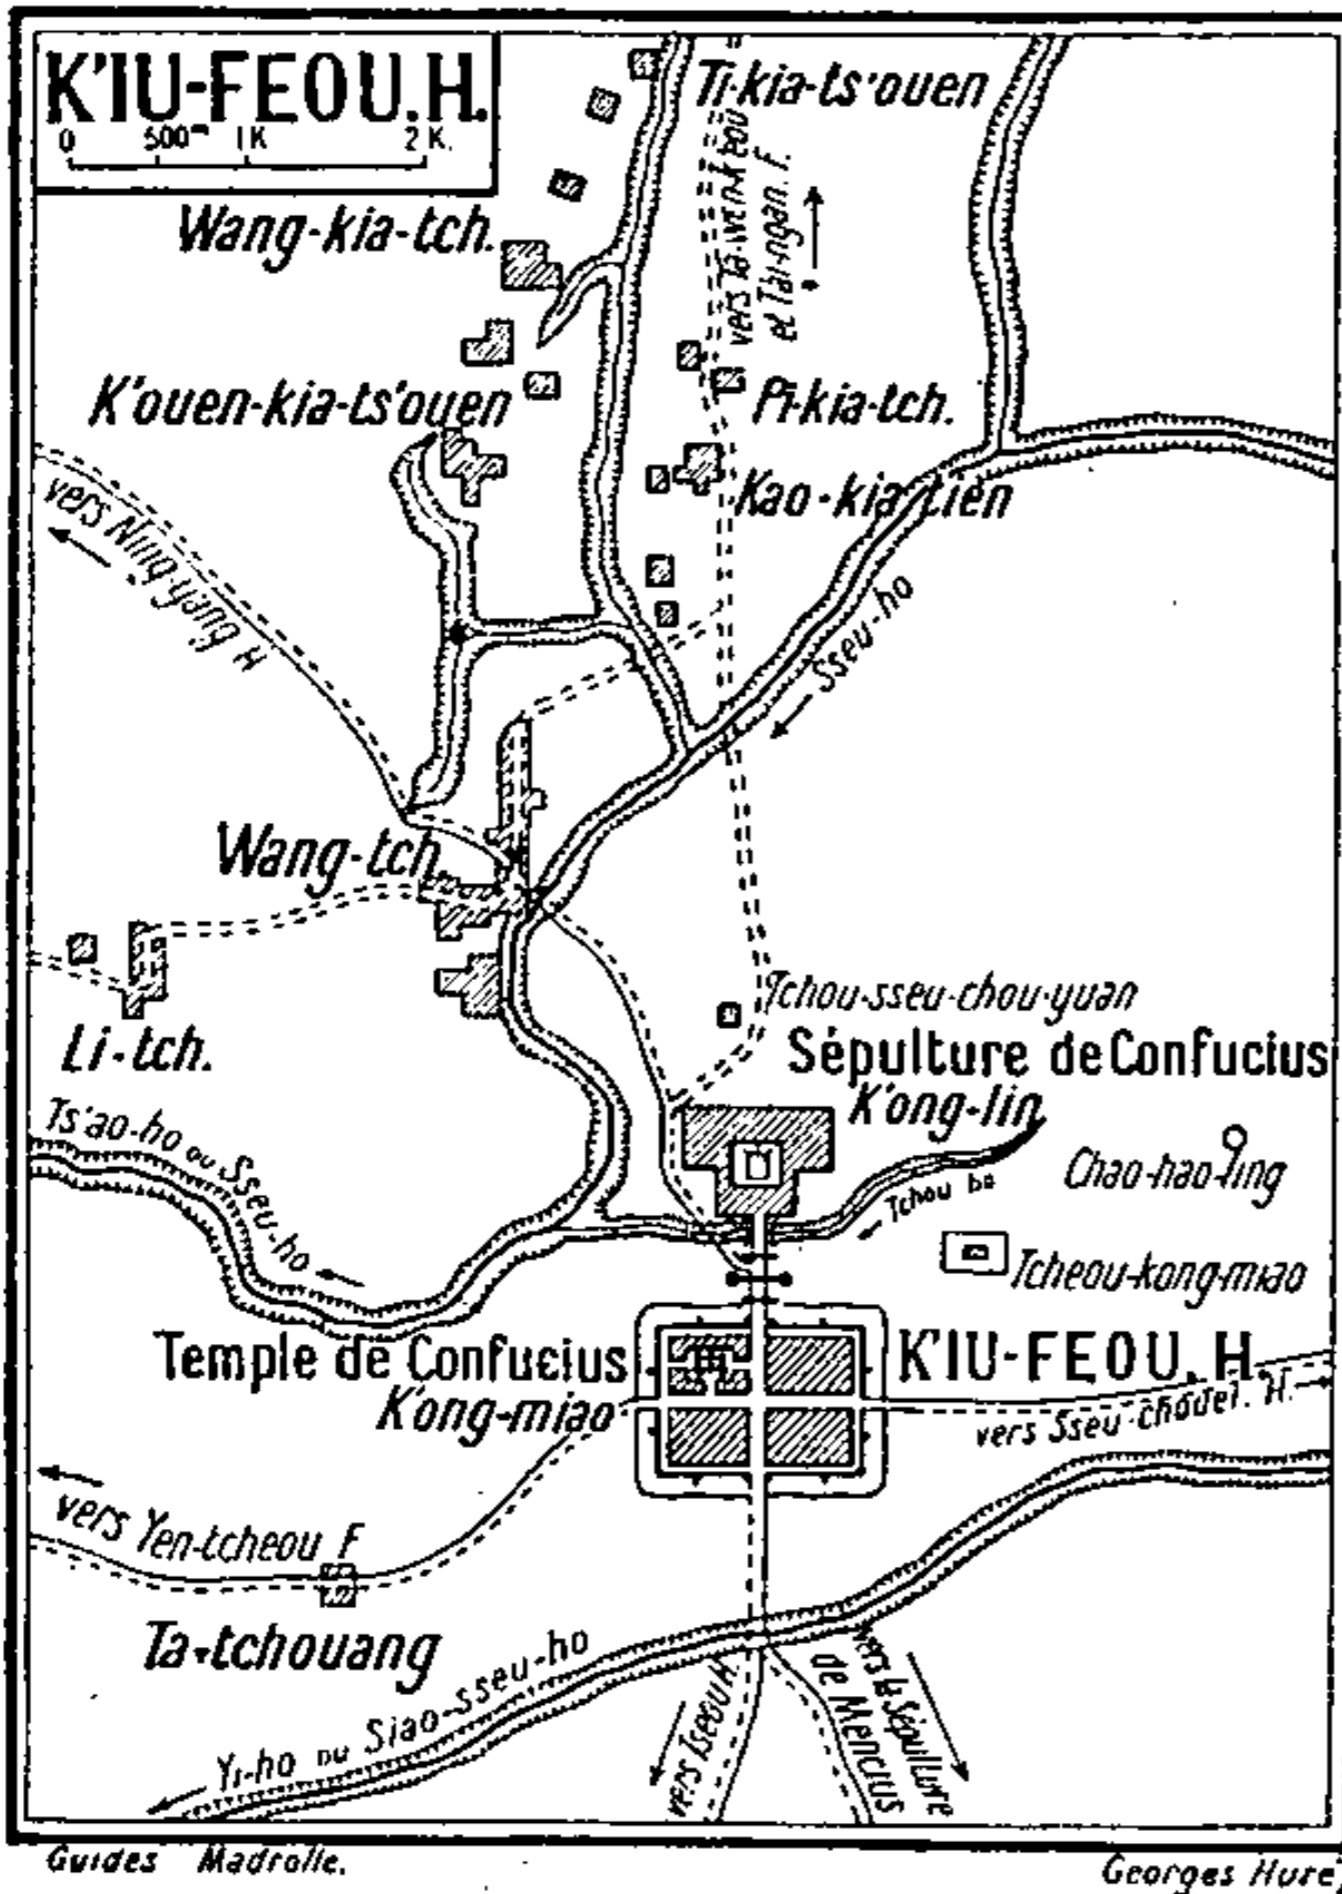 K'IU-FEOU. H.
0 500m 1K 2 K.
Ti-kia-ts'ouen
Wang-kia-tch.
vers Ta-wen-k'eou
et T'ai-ngan. F.
K'ouen-kia-ts'ouen
Pi-kia-tch.
Kao-kia-tien
vers Ning-yang H
Sseu-ho
Wang-tch.
Li-tch.
Tchou-sseu-chou-yuan
Sépulture de Confucius
K'ong-lin
Ts'ao-ho ou Sseu-ho
Tchou ho
Chao-hao-ling
Tcheou-kong-miao
Temple de Confucius
K'ong-miao
K'IU-FEOU. H.
vers Sseu-chouei. H.
vers Yen-tcheou F
Ta-tchouang
Yi-ho ou Siao-sseu-ho
vers Tseou H.
vers la Sépulture
de Mencius
Guides Madrolle.
Georges Huré